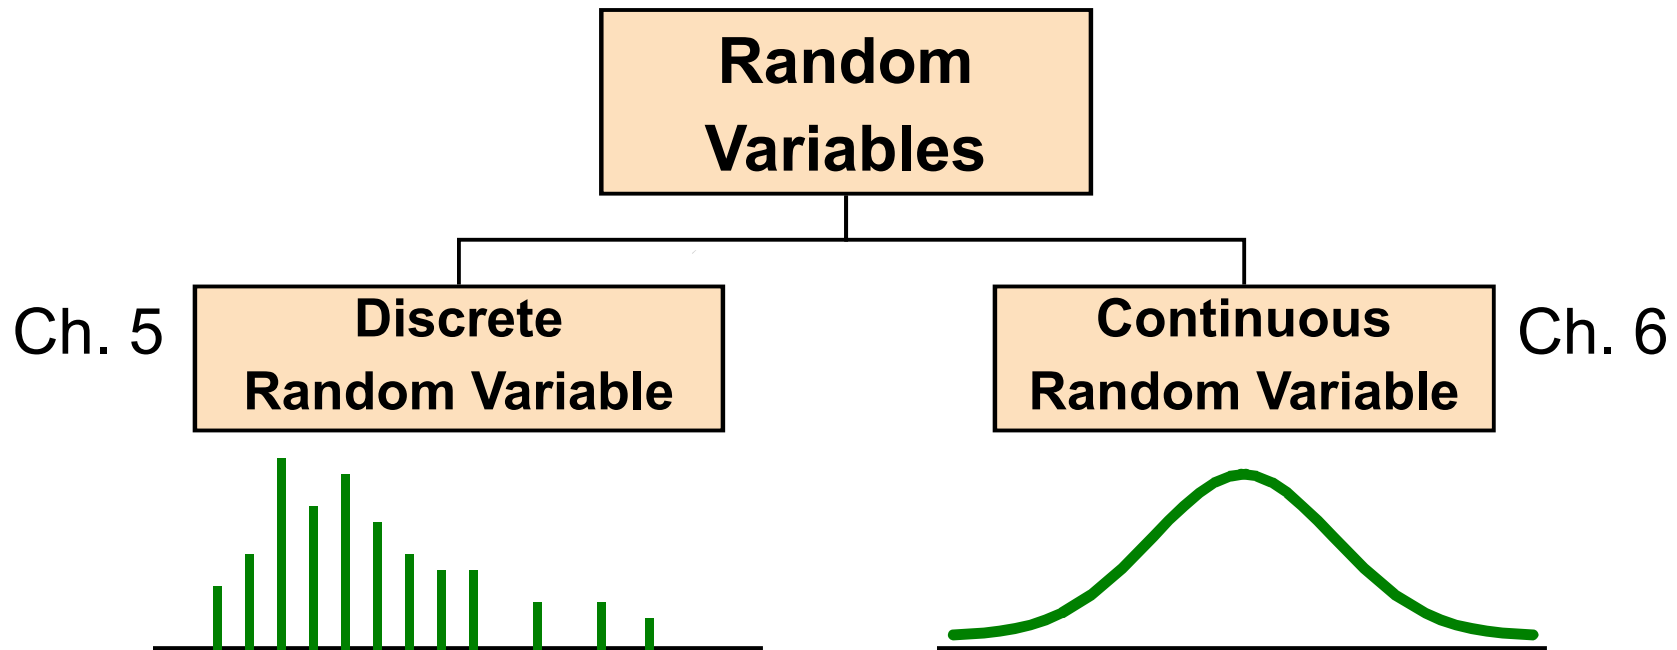 Random
Variables
Ch. 5
Discrete
Random Variable
Continuous
Random Variable
Ch. 6